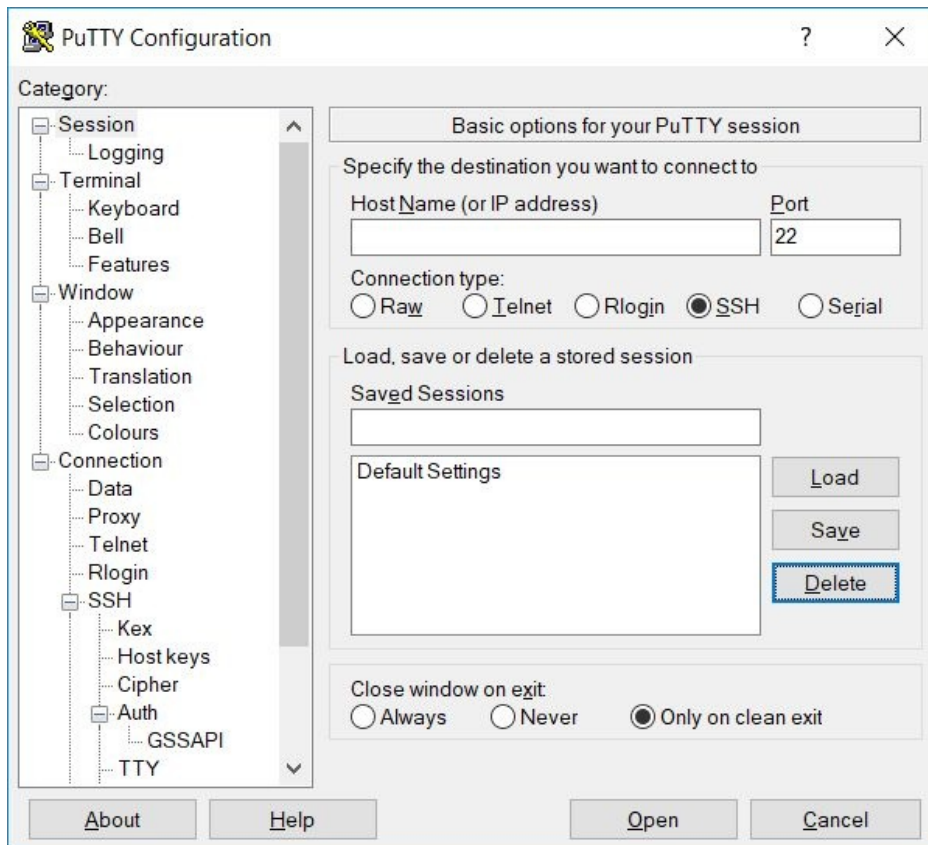 PuTTY Configuration
?
Category:
Session
Logging
Terminal
Keyboard
Bell
Features
Window
Appearance
Behaviour
Translation
Selection
Colours
Connection
Data
Proxy
Telnet
Rlogin
SSH
Kex
Host keys
Cipher
Auth
GSSAPI
TTY
Basic options for your PuTTY session
Specify the destination you want to connect to
Host Name (or IP address) Port
22
Connection type:
Raw Telnet Rlogin SSH Serial
Load, save or delete a stored session
Saved Sessions
Default Settings
Load
Save
Delete
Close window on exit:
Always Never Only on clean exit
About Help Open Cancel